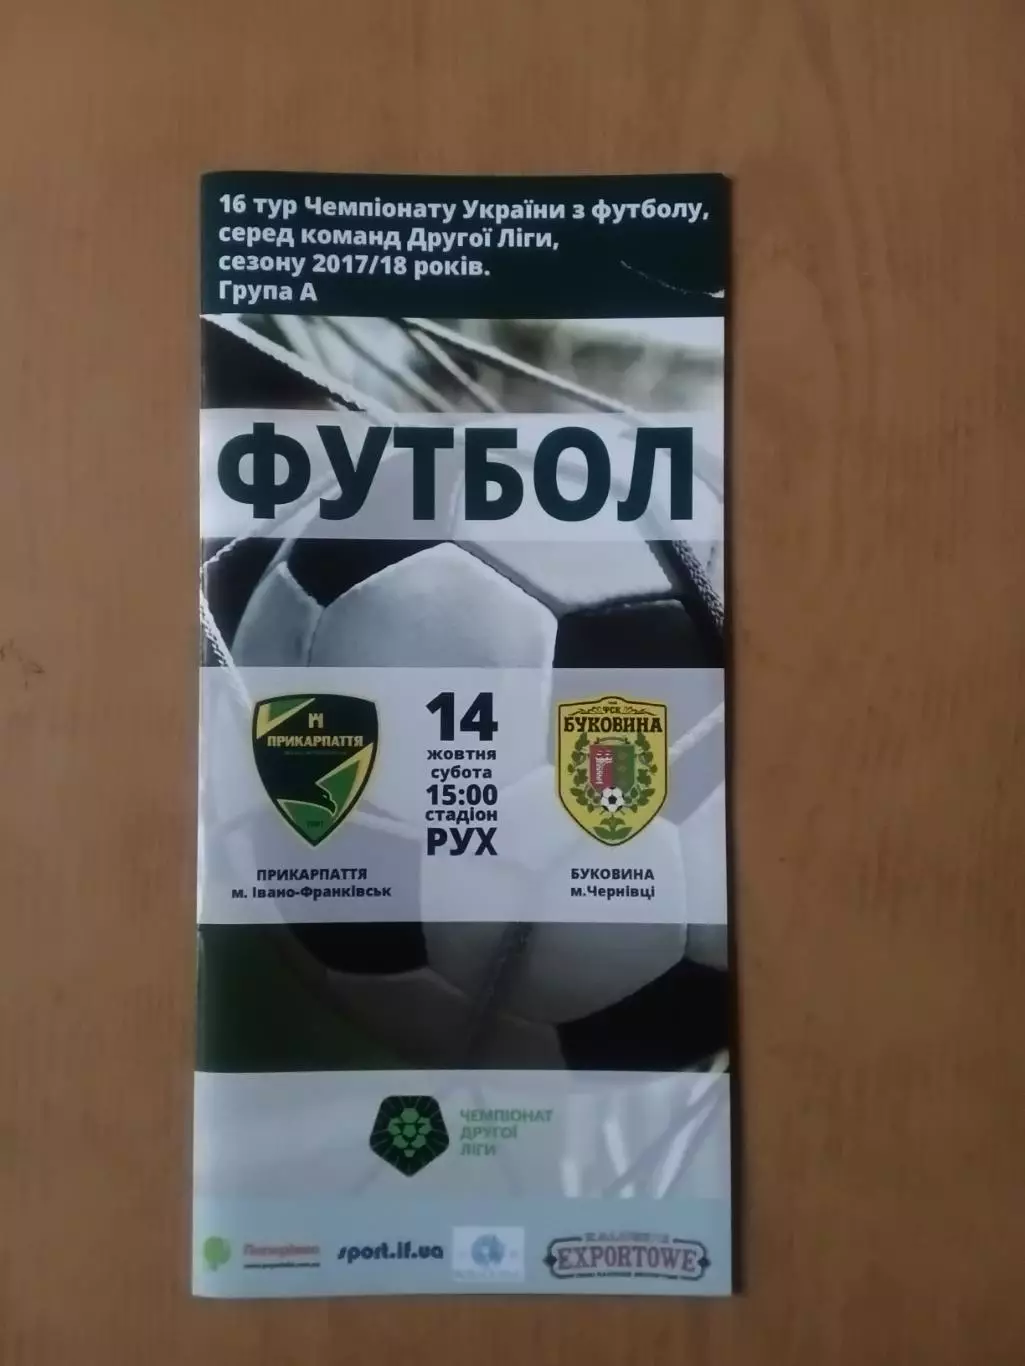 16 тур Чемпіонату України з футболу,
серед команд Другої Ліги,
сезону 2017/18 років.
Група А
ФУТБОЛ
ПРИКАРПАТТЯ
14
жовтня
субота
15:00
стадіон
РУХ
ФСК
БУКОВИНА
ПРИКАРПАТТЯ
м. Івано-Франківськ
БУКОВИНА
м.Чернівці
ЧЕМПІОНАТ
ДРУГОЇ
ЛІГИ
sport.if.ua
EXPORTOWE